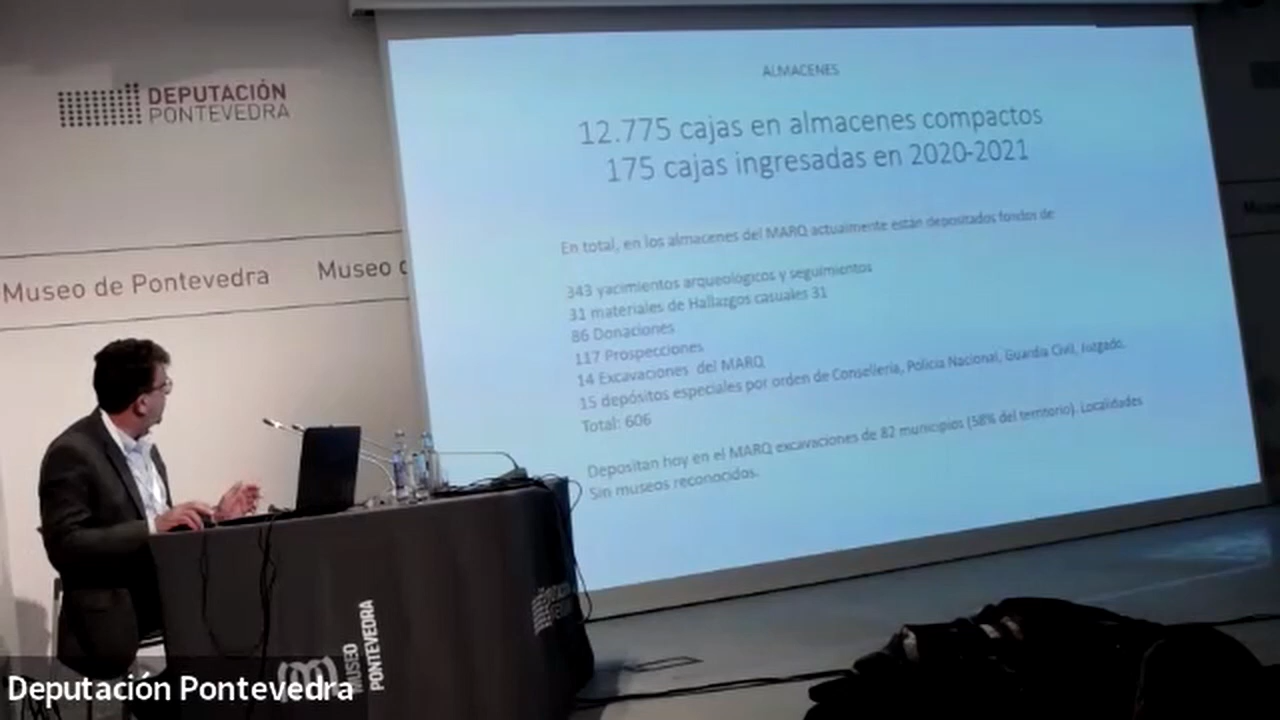 DEPUTACIÓN
PONTEVEDRA
Museo de Pontevedra
Museo
ALMACENES
12.775 cajas en almacenes compactos
175 cajas ingresadas en 2020-2021
En total, en los almacenes del MARQ actualmente están depositados fondos de
343 yacimientos arqueológicos y seguimientos
31 materiales de Hallazgos casuales 31
86 Donaciones
117 Prospecciones
14 Excavaciones del MARQ
15 depósitos especiales por orden de Consellería, Policía Nacional, Guardia Civil, Juzgado.
Total: 606
Depositan hoy en el MARQ excavaciones de 82 municipios (58% del territorio). Localidades
Sin museos reconocidos.
MUSEO
PONTEVEDRA
Deputación Pontevedra